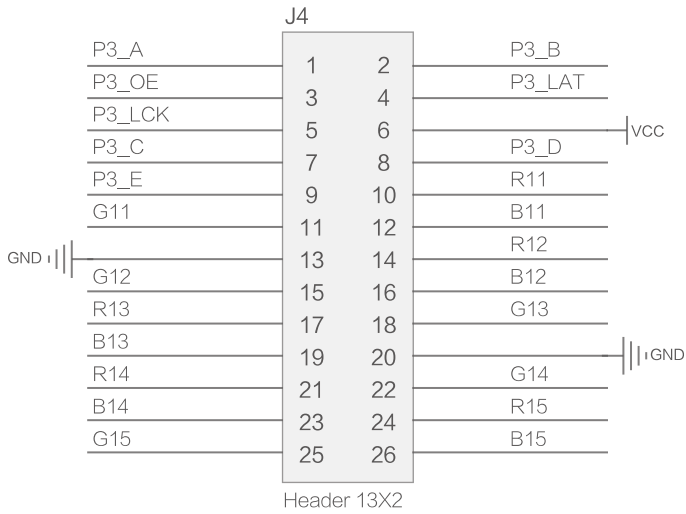 J4
P3_A 1 2 P3_B
P3_OE 3 4 P3_LAT
P3_LCK 5 6 VCC
P3_C 7 8 P3_D
P3_E 9 10 R11
G11 11 12 B11
GND 13 14 R12
G12 15 16 B12
R13 17 18 G13
B13 19 20 GND
R14 21 22 G14
B14 23 24 R15
G15 25 26 B15
Header 13X2